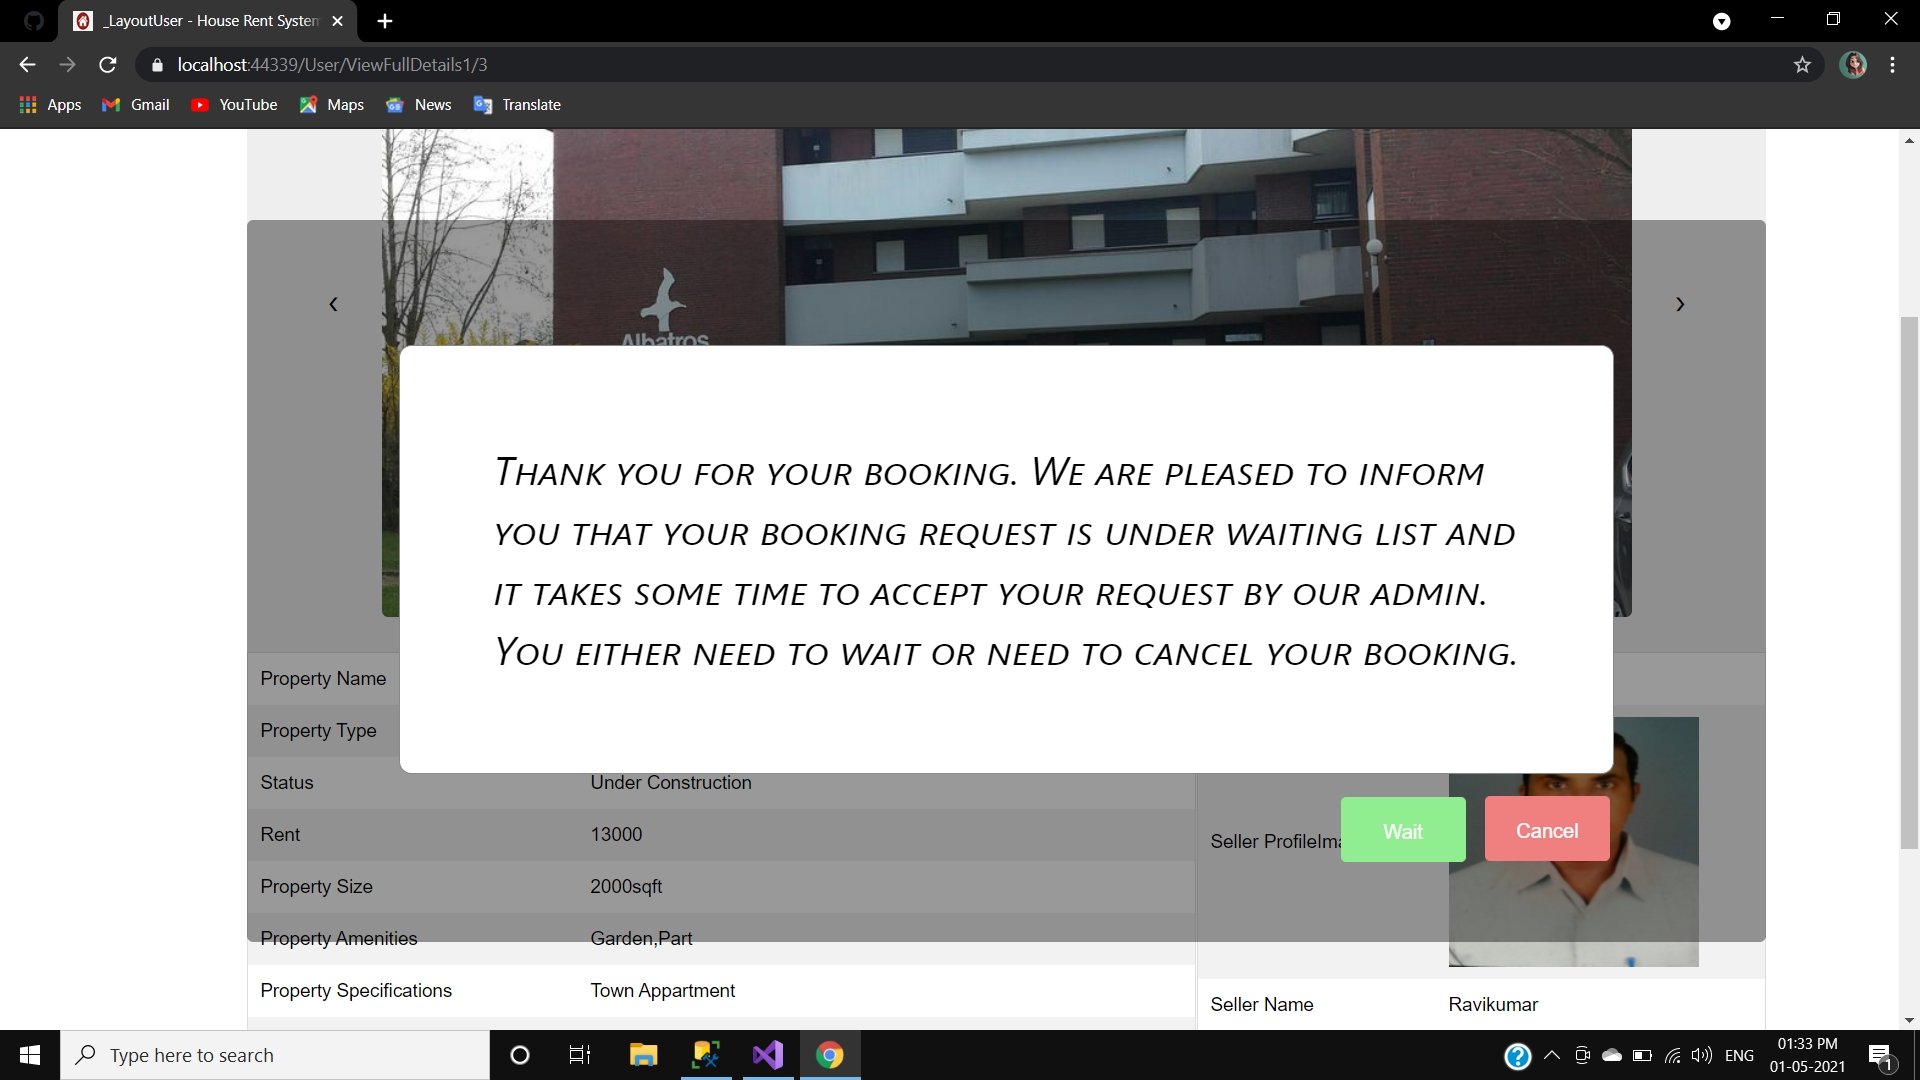 _LayoutUser - House Rent System
localhost:44339/User/ViewFullDetails1/3
Apps Gmail YouTube Maps News Translate
Albatros
THANK YOU FOR YOUR BOOKING. WE ARE PLEASED TO INFORM
YOU THAT YOUR BOOKING REQUEST IS UNDER WAITING LIST AND
IT TAKES SOME TIME TO ACCEPT YOUR REQUEST BY OUR ADMIN.
YOU EITHER NEED TO WAIT OR NEED TO CANCEL YOUR BOOKING.
Wait Cancel
Property Name
Property Type
Status Under Construction
Rent 13000
Property Size 2000sqft
Property Amenities Garden,Part
Property Specifications Town Appartment
Seller ProfileIma
Seller Name Ravikumar
Type here to search
ENG
01:33 PM
01-05-2021
1